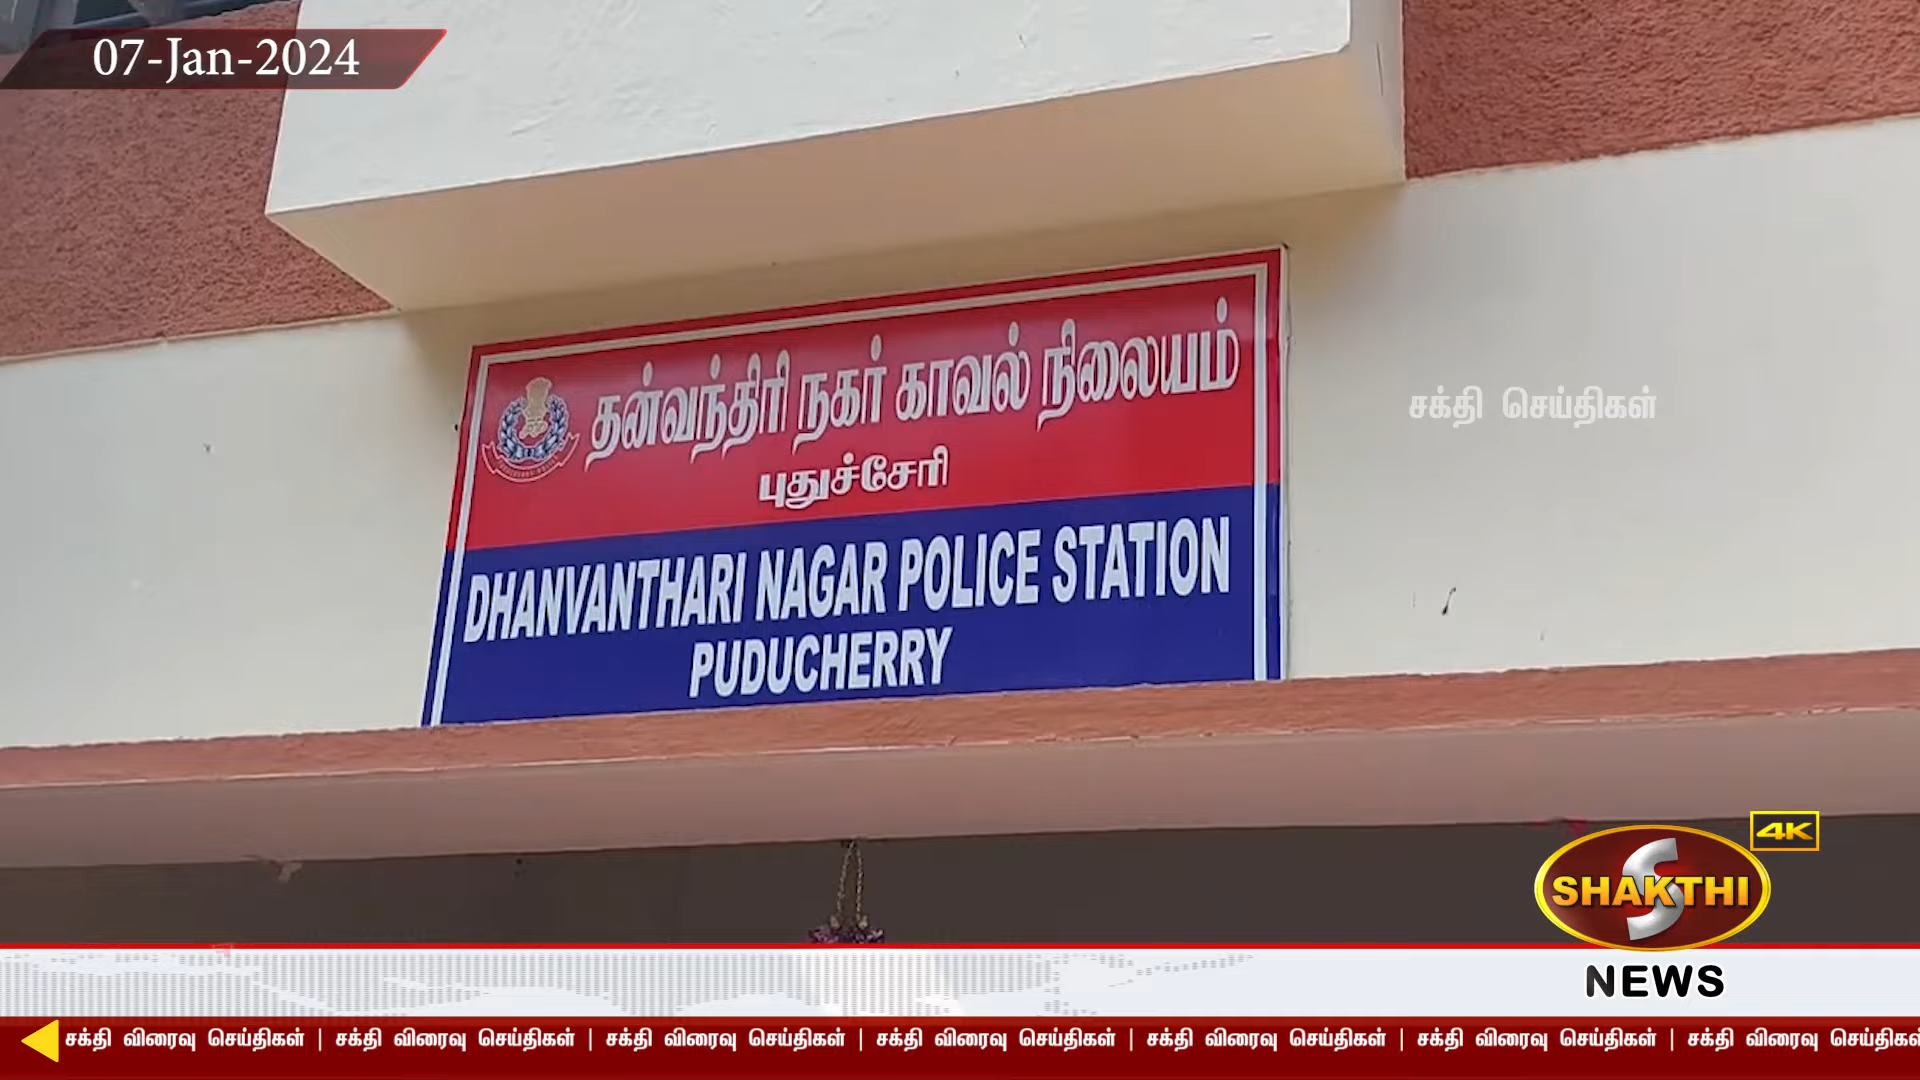 07-Jan-2024
தன்வந்திரி நகர் காவல் நிலையம்
புதுச்சேரி
DHANVANTHARI NAGAR POLICE STATION
PUDUCHERRY
சக்தி செய்திகள்
4K
SHAKTHI
NEWS
சக்தி விரைவு செய்திகள் | சக்தி விரைவு செய்திகள் | சக்தி விரைவு செய்திகள் | சக்தி விரைவு செய்திகள் | சக்தி விரைவு செய்திகள் | சக்தி விரைவு செய்திகள் | சக்தி விரைவு செய்திகள்